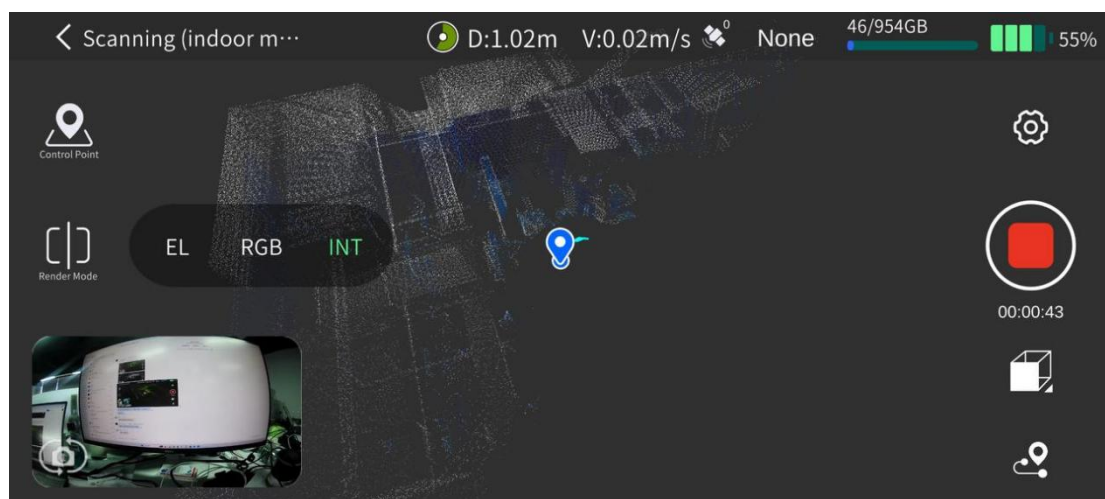 Scanning (indoor m···
D:1.02m V:0.02m/s 0 None 46/954GB 55%
Control Point
EL RGB INT
Render Mode
00:00:43